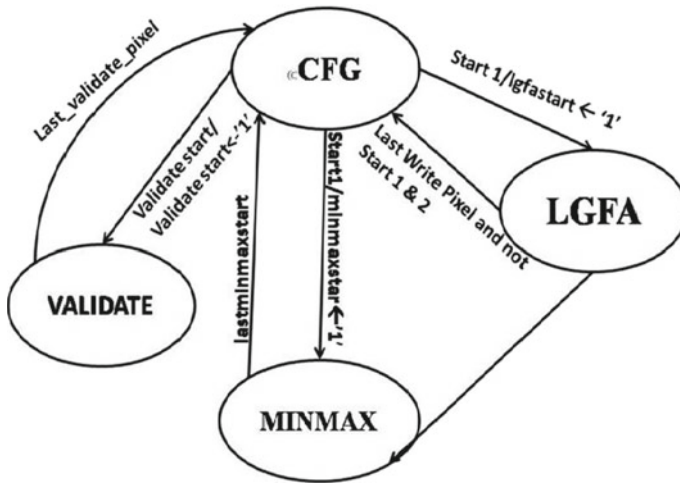 Last_validate_pixel
CFG
Start 1/lgfastart ← '1'
Validate start/
Validate start<-'1'
Start1/minmaxstar ←'1'
Last Write Pixel and not
Start 1 & 2
LGFA
lastminmaxstart
VALIDATE
MINMAX